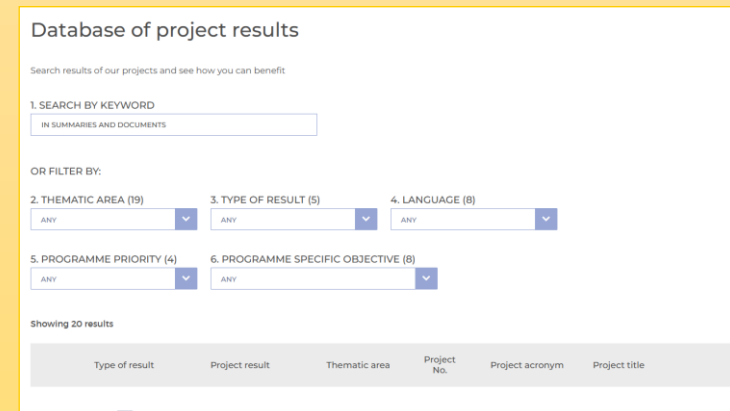 Database of project results
Search results of our projects and see how you can benefit
1. SEARCH BY KEYWORD
IN SUMMARIES AND DOCUMENTS
OR FILTER BY:
2. THEMATIC AREA (19) 3. TYPE OF RESULT (5) 4. LANGUAGE (8)
ANY ANY ANY
5. PROGRAMME PRIORITY (4) 6. PROGRAMME SPECIFIC OBJECTIVE (8)
ANY ANY
Showing 20 results
Type of result Project result Thematic area Project No. Project acronym Project title